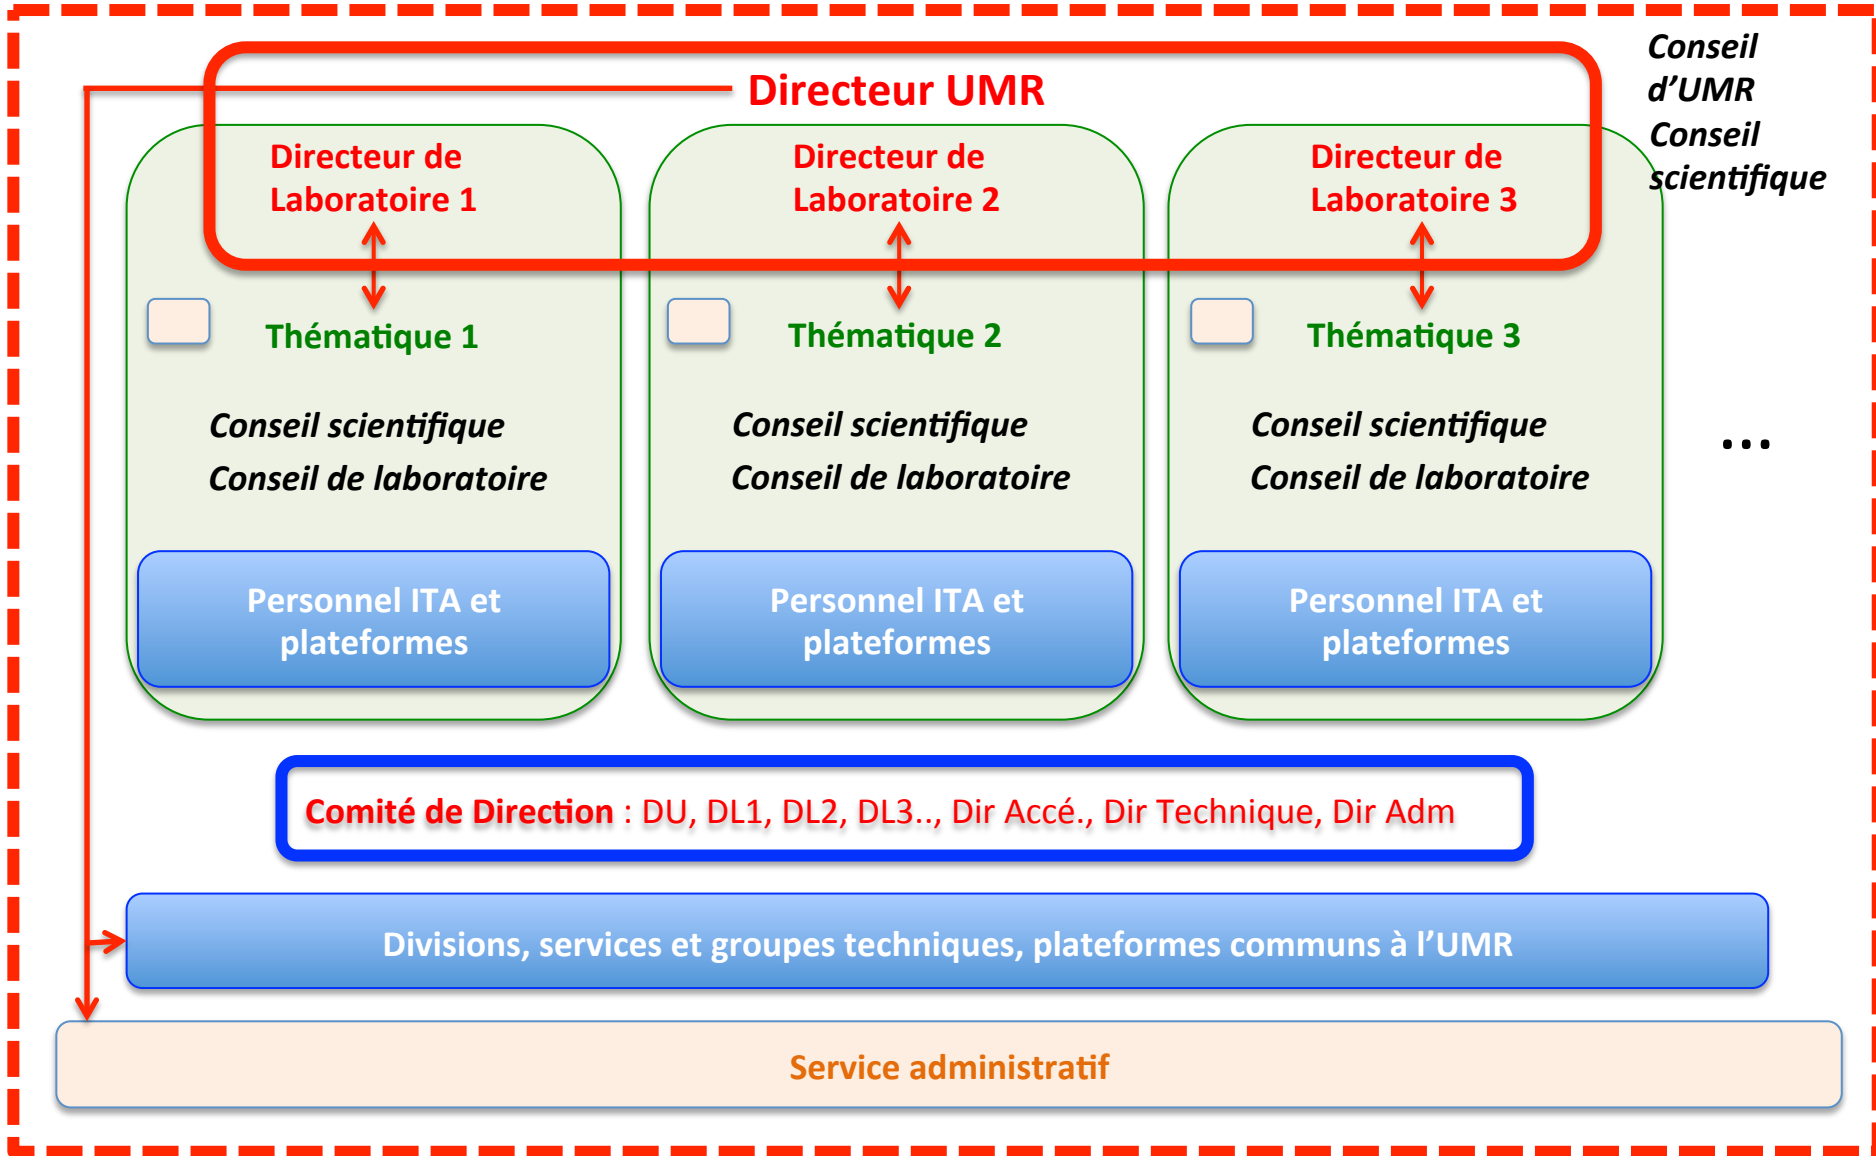 Conseil
d'UMR
Conseil
scientifique
Directeur UMR
Directeur de
Laboratoire 1
Thématique 1
Conseil scientifique
Conseil de laboratoire
Personnel ITA et
plateformes
Directeur de
Laboratoire 2
Thématique 2
Conseil scientifique
Conseil de laboratoire
Personnel ITA et
plateformes
Directeur de
Laboratoire 3
Thématique 3
Conseil scientifique
Conseil de laboratoire
Personnel ITA et
plateformes
...
Comité de Direction : DU, DL1, DL2, DL3.., Dir Accé., Dir Technique, Dir Adm
Divisions, services et groupes techniques, plateformes communs à l'UMR
Service administratif